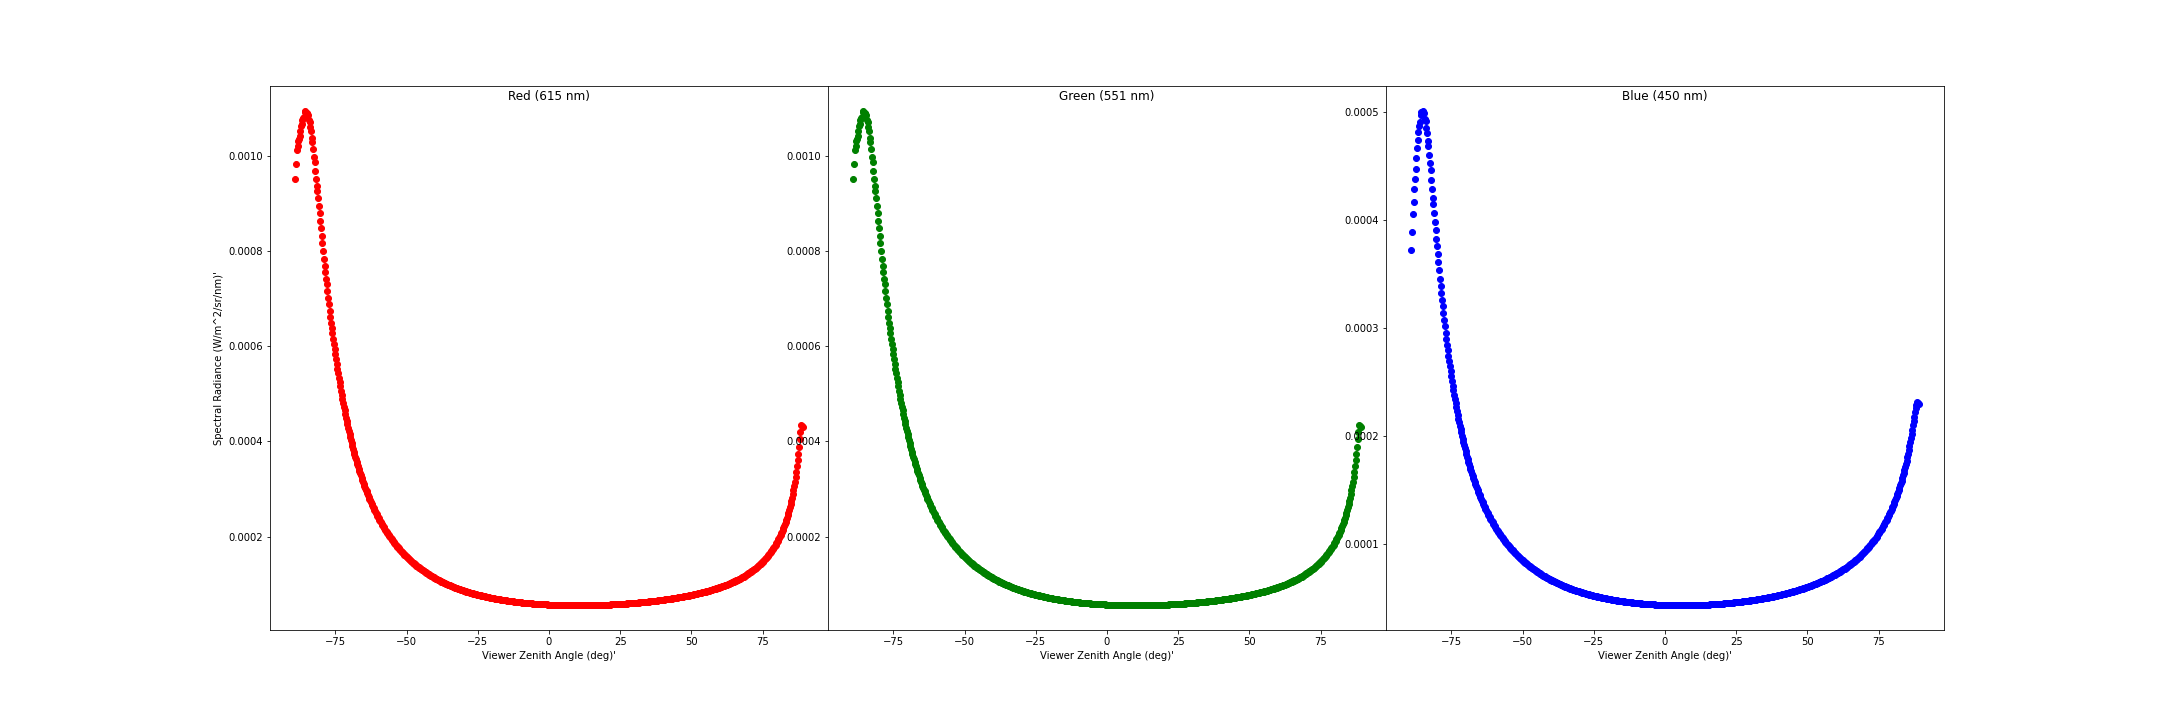 Red (615 nm)
Green (551 nm)
Blue (450 nm)
Spectral Radiance (W/m^2/sr/nm)'
0.0010
0.0008
0.0006
0.0004
0.0002
−75 −50 −25 0 25 50 75
Viewer Zenith Angle (deg)'
0.0010
0.0008
0.0006
0.0004
0.0002
−75 −50 −25 0 25 50 75
Viewer Zenith Angle (deg)'
0.0005
0.0004
0.0003
0.0002
0.0001
−75 −50 −25 0 25 50 75
Viewer Zenith Angle (deg)'